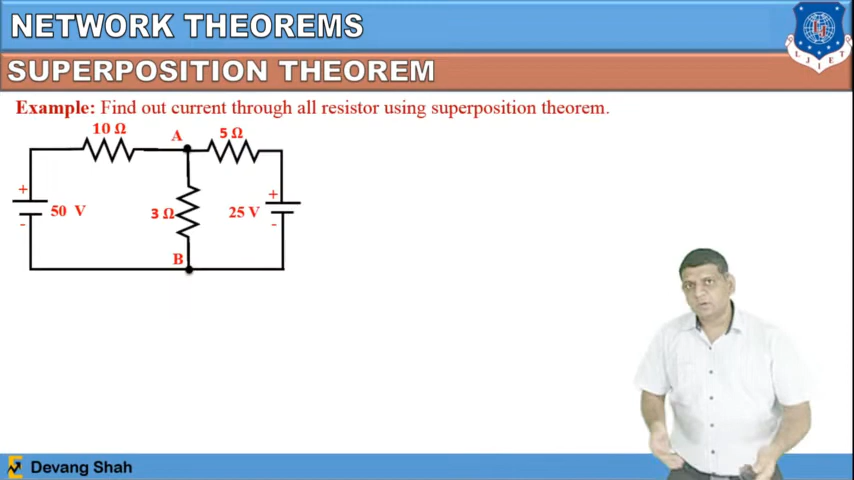 NETWORK THEOREMS
SUPERPOSITION THEOREM
LJIET
Example: Find out current through all resistor using superposition theorem.
10 Ω
A
5 Ω
+
50 V
-
3 Ω
25 V
+
-
B
Devang Shah